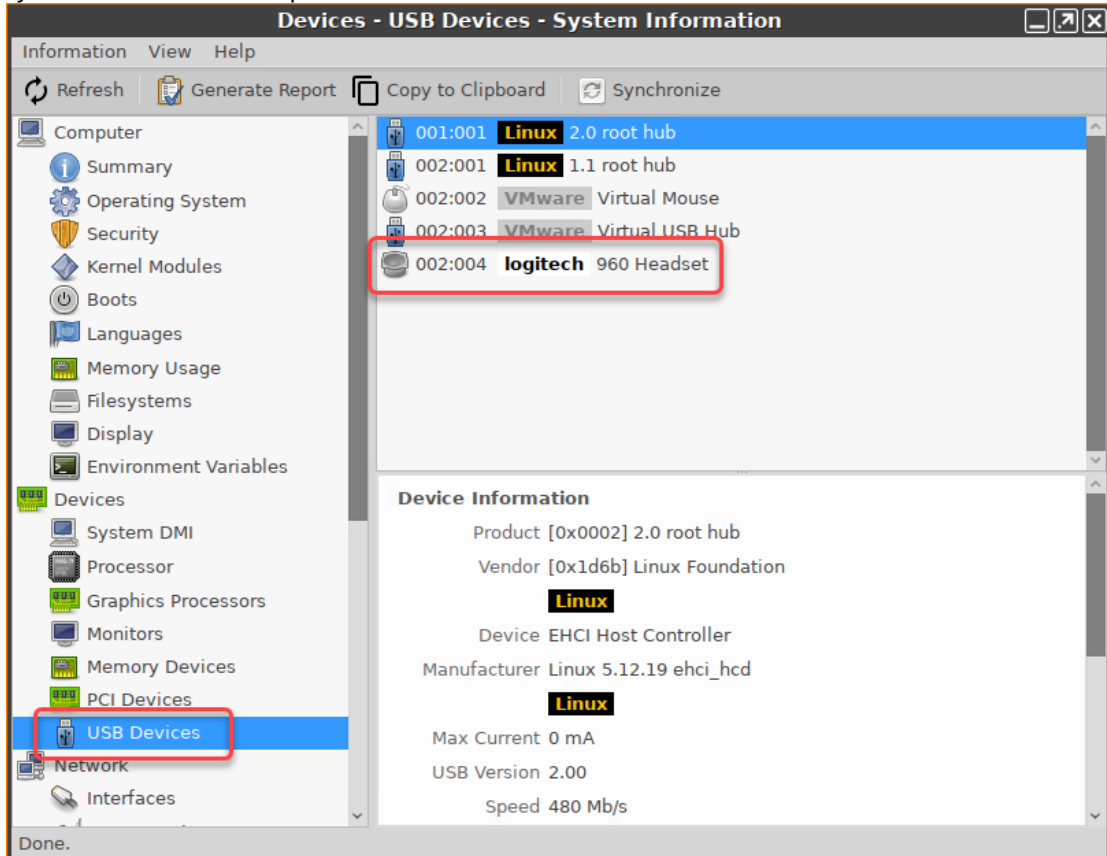 Devices - USB Devices - System Information
Information View Help
Refresh Generate Report Copy to Clipboard Synchronize
Computer
Summary
Operating System
Security
Kernel Modules
Boots
Languages
Memory Usage
Filesystems
Display
Environment Variables
Devices
System DMI
Processor
Graphics Processors
Monitors
Memory Devices
PCI Devices
USB Devices
Network
Interfaces
001:001 Linux 2.0 root hub
002:001 Linux 1.1 root hub
002:002 VMware Virtual Mouse
002:003 VMware Virtual USB Hub
002:004 logitech 960 Headset
Device Information
Product [0x0002] 2.0 root hub
Vendor [0x1d6b] Linux Foundation
Linux
Device EHCI Host Controller
Manufacturer Linux 5.12.19 ehci_hcd
Linux
Max Current 0 mA
USB Version 2.00
Speed 480 Mb/s
Done.